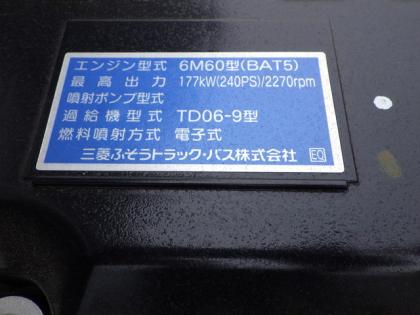 エンジン型式 6M60型(BAT5)
最高出力 177kW(240PS)/2270rpm
噴射ポンプ型式
過給機型式 TD06-9型
燃料噴射方式 電子式
三菱ふそうトラック・バス株式会社 EQ